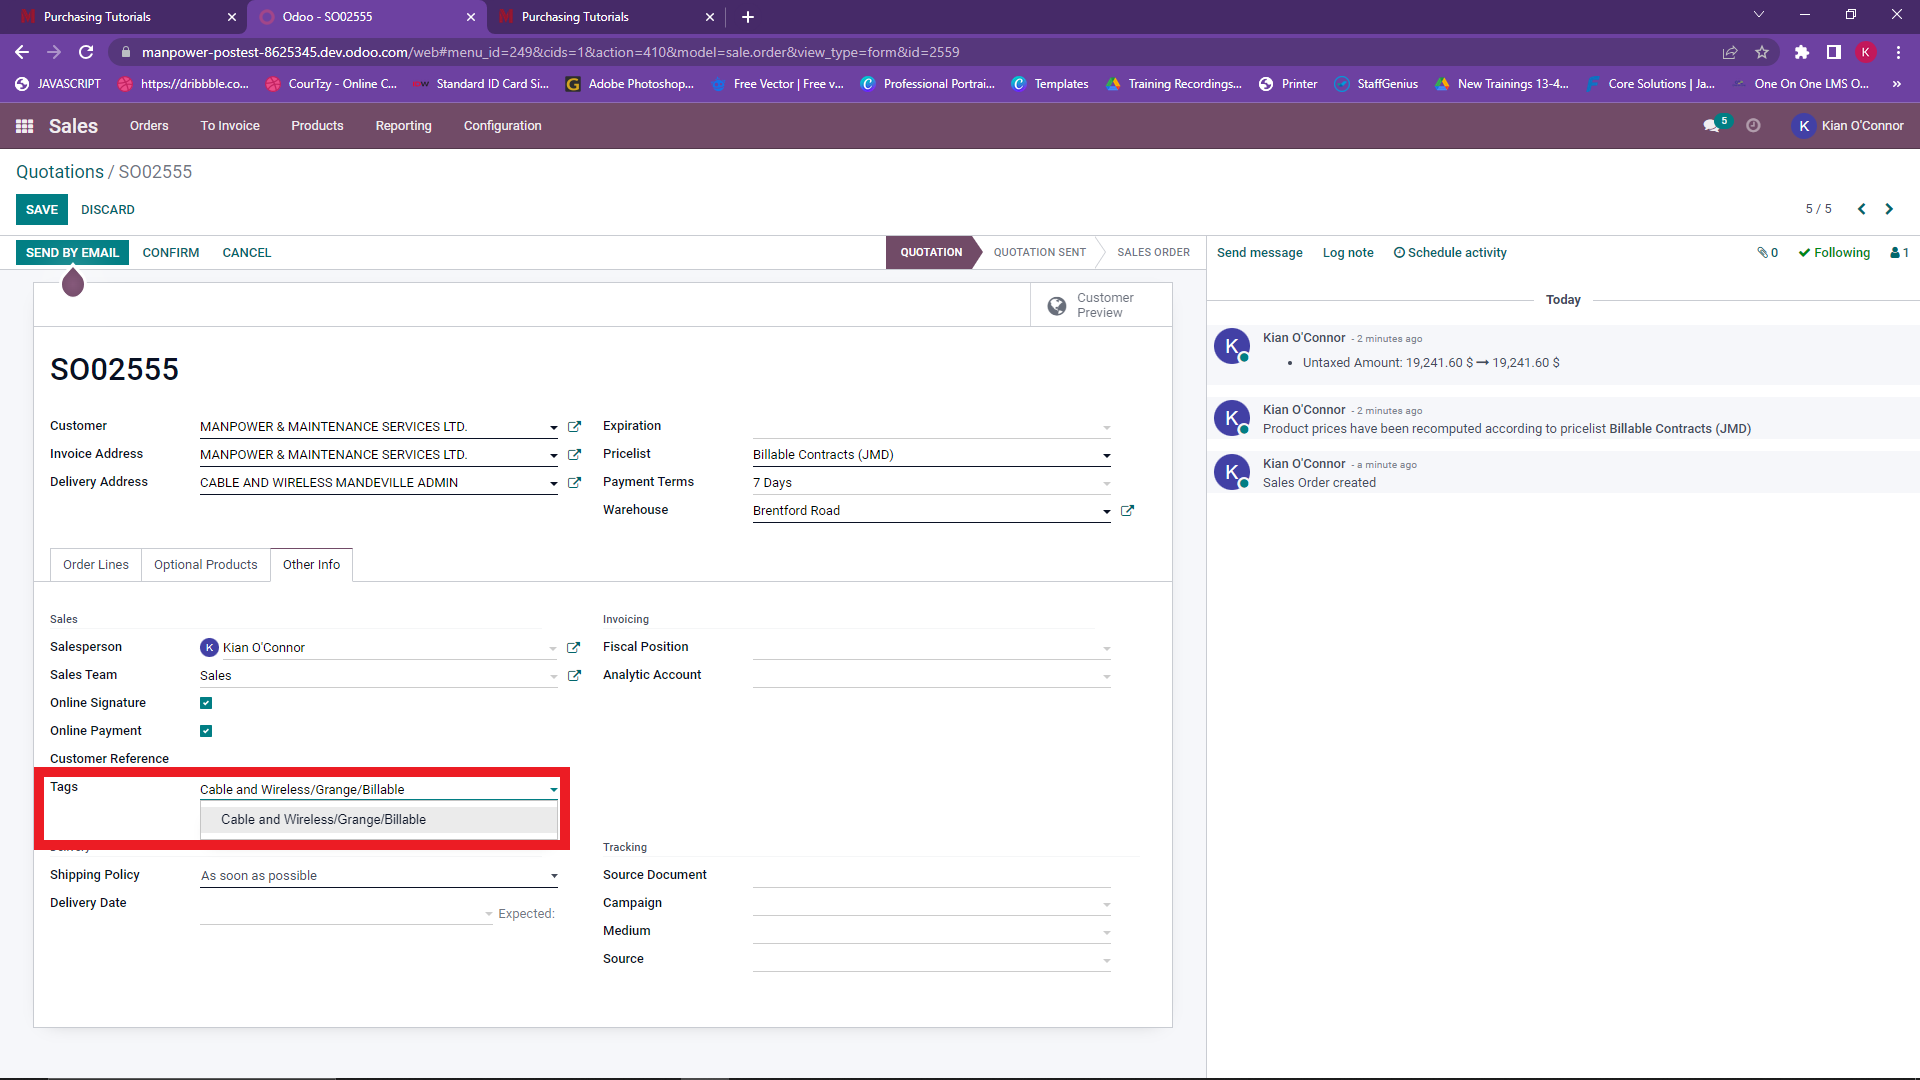 Purchasing Tutorials
Odoo - SO02555
Purchasing Tutorials
manpower-postest-8625345.dev.odoo.com/web#menu_id=249&cids=1&action=410&model=sale.order&view_type=form&id=2559
K
JAVASCRIPT
https://dribbble.co...
CourTzy - Online C...
Standard ID Card Si...
Adobe Photoshop...
Free Vector | Free v...
Professional Portrai...
Templates
Training Recordings...
Printer
StaffGenius
New Trainings 13-4...
Core Solutions | Ja...
One On One LMS O...
»
Sales
Orders
To Invoice
Products
Reporting
Configuration
5
K
Kian O'Connor
Quotations / SO02555
SAVE
DISCARD
5 / 5
SEND BY EMAIL
CONFIRM
CANCEL
QUOTATION
QUOTATION SENT
SALES ORDER
Send message
Log note
Schedule activity
0
Following
1
Customer
Preview
Today
SO02555
K
Kian O'Connor - 2 minutes ago
• Untaxed Amount: 19,241.60 $ → 19,241.60 $
K
Kian O'Connor - 2 minutes ago
Product prices have been recomputed according to pricelist Billable Contracts (JMD)
K
Kian O'Connor - a minute ago
Sales Order created
Customer
MANPOWER & MAINTENANCE SERVICES LTD.
Invoice Address
MANPOWER & MAINTENANCE SERVICES LTD.
Delivery Address
CABLE AND WIRELESS MANDEVILLE ADMIN
Expiration
Pricelist
Billable Contracts (JMD)
Payment Terms
7 Days
Warehouse
Brentford Road
Order Lines
Optional Products
Other Info
Sales
Salesperson
K
Kian O'Connor
Sales Team
Sales
Online Signature
Online Payment
Customer Reference
Tags
Cable and Wireless/Grange/Billable
Cable and Wireless/Grange/Billable
Invoicing
Fiscal Position
Analytic Account
Shipping Policy
As soon as possible
Delivery Date
Expected:
Tracking
Source Document
Campaign
Medium
Source